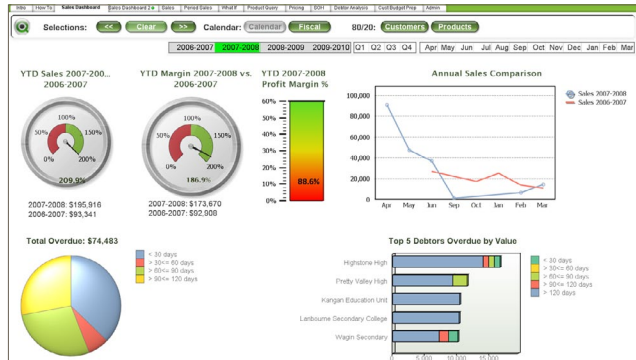 Intro How To Sales Dashboard Sales Dashboard 2 Sales Period Sales What If Product Query Pricing SOH Debtor Analysis Cust Budget Prep Admin
Selections: << Clear >> Calendar: Calendar Fiscal 80/20: Customers Products
2006-2007 2007-2008 2008-2009 2009-2010 Q1 Q2 Q3 Q4 Apr May Jun Jul Aug Sep Oct Nov Dec Jan Feb Mar
YTD Sales 2007-200...
2006-2007
0% 50% 100% 150% 200%
209.9%
2007-2008: $195,916
2006-2007: $93,341
YTD Margin 2007-2008 vs.
2006-2007
0% 50% 100% 150% 200%
186.9%
2007-2008: $173,670
2006-2007: $92,908
YTD 2007-2008
Profit Margin %
60%
50%
40%
30%
20%
10%
0%
88.6%
Annual Sales Comparison
100,000
80,000
60,000
40,000
20,000
0
Apr May Jun Sep Oct Jan Feb Mar
Sales 2007-2008
Sales 2006-2007
Total Overdue: $74,483
< 30 days
> 30<= 60 days
> 60<= 90 days
> 90<= 120 days
Top 5 Debtors Overdue by Value
Highstone High
Pretty Valley High
Kangan Education Unit
Lanbourne Secondary College
Wagin Secondary
0 5,000 10,000 15,000
< 30 days
> 30<= 60 days
> 60<= 90 days
> 90<= 120 days
> 120 days